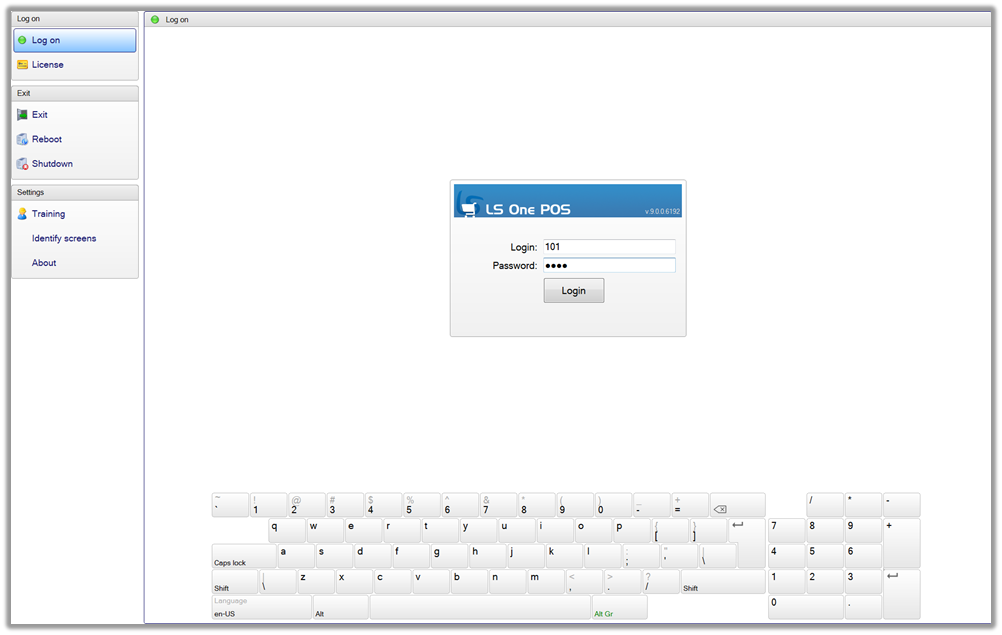 Log on
Log on
License
Exit
Exit
Reboot
Shutdown
Settings
Training
Identify screens
About
Log on
LS One POS
v.9.0.0.6192
Login: 101
Password: ●●●●
Login
~ ! @ # $ % ^ & * ( ) _ +
` 1 2 3 4 5 6 7 8 9 0 - =
/ * -
q w e r t y u i o p { }
[ ]
7 8 9 +
a s d f g h j k l : " |
Caps lock ; ' \
4 5 6
| z x c v b n m < > ?
Shift \ , . / Shift
1 2 3
Language
en-US Alt Alt Gr
0 .